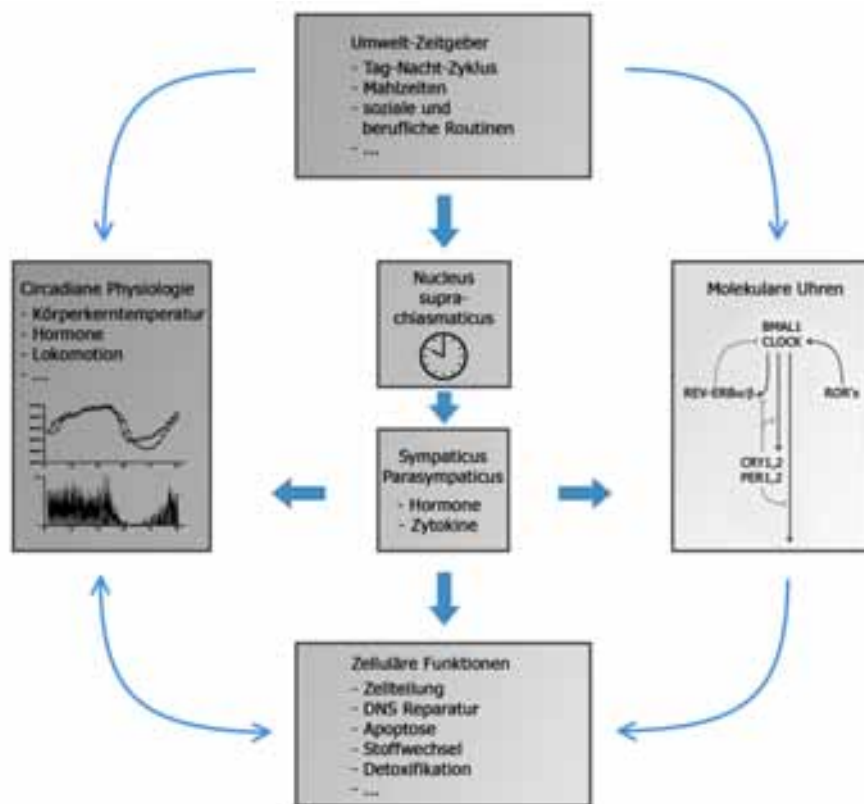 Umwelt-Zeitgeber
- Tag-Nacht-Zyklus
- Mahlzeiten
- soziale und
berufliche Routinen
- ...
Circadiane Physiologie
- Körperkerntemperatur
- Hormone
- Lokomotion
- ...
Nucleus
supra-
chiasmaticus
Sympaticus
Parasympaticus
- Hormone
- Zytokine
Molekulare Uhren
BMAL1
CLOCK
REV-ERBα/β
ROR's
CRY1,2
PER1,2
Zelluläre Funktionen
- Zellteilung
- DNS Reparatur
- Apoptose
- Stoffwechsel
- Detoxifikation
- ...